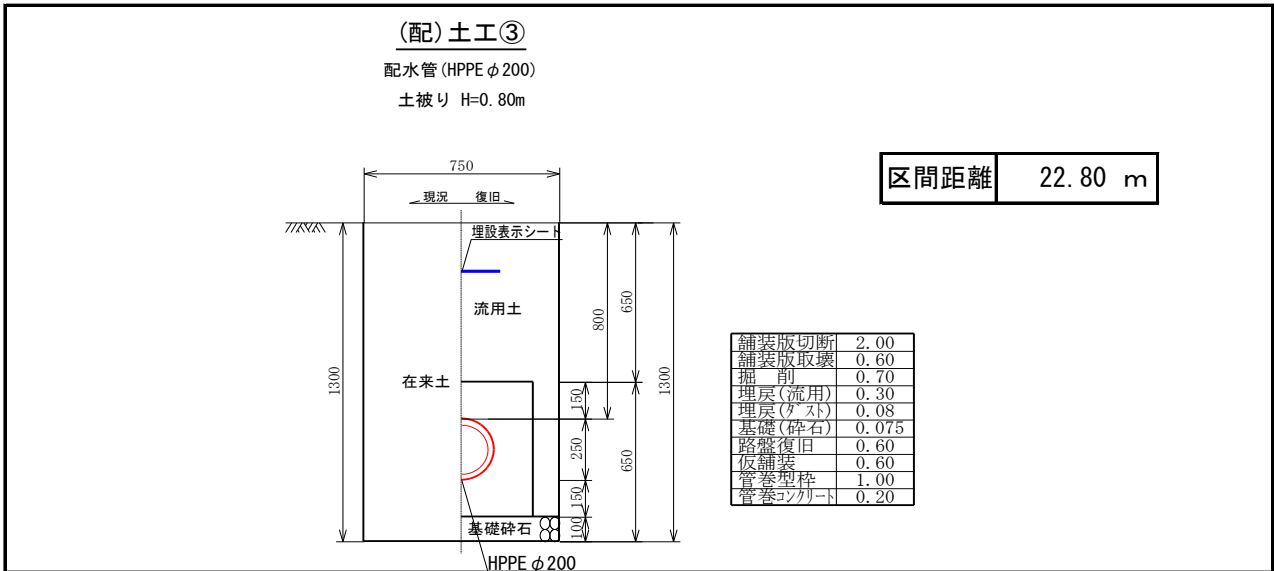 (配)土工③
配水管(HPPEφ200)
土被り H=0.80m
区間距離 22.80 m
750
現況 復旧
埋設表示シート
流用土
在来土
1300
800
650
1300
150
250
150
100
650
基礎砕石
HPPEφ200
舗装版切断 2.00
舗装版取壊 0.60
掘 削 0.70
埋戻(流用) 0.30
埋戻(ダスト) 0.08
基礎(砕石) 0.075
路盤復旧 0.60
仮舗装 0.60
管巻型枠 1.00
管巻コンクリート 0.20